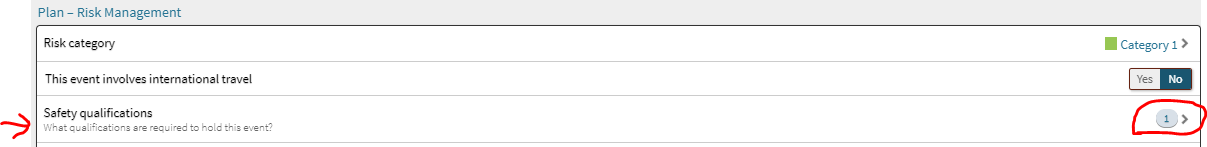 Plan – Risk Management
Risk category
Category 1
This event involves international travel
Yes No
Safety qualifications
What qualifications are required to hold this event?
1